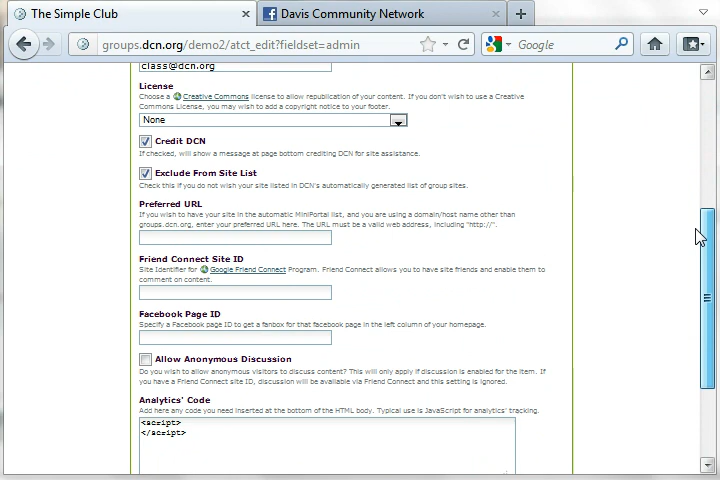 The Simple Club
Davis Community Network
groups.dcn.org/demo2/atct_edit?fieldset=admin
Google
class@dcn.org
License
Choose a Creative Commons license to allow republication of your content. If you don't wish to use a Creative
Commons License, you may wish to add a copyright notice to your footer.
None
Credit DCN
If checked, will show a message at page bottom crediting DCN for site assistance.
Exclude From Site List
Check this if you do not wish your site listed in DCN's automatically generated list of group sites.
Preferred URL
If you wish to have your site in the automatic MiniPortal list, and you are using a domain/host name other than
groups.dcn.org, enter your preferred URL here. The URL must be a valid web address, including "http://".
Friend Connect Site ID
Site Identifier for Google Friend Connect Program. Friend Connect allows you to have site friends and enable them to
comment on content.
Facebook Page ID
Specify a Facebook page ID to get a fanbox for that facebook page in the left column of your homepage.
Allow Anonymous Discussion
Do you wish to allow anonymous visitors to discuss content? This will only apply if discussion is enabled for the item. If
you have a Friend Connect site ID, discussion will be available via Friend Connect and this setting is ignored.
Analytics' Code
Add here any code you need inserted at the bottom of the HTML body. Typical use is JavaScript for analytics' tracking.
<script>
</script>